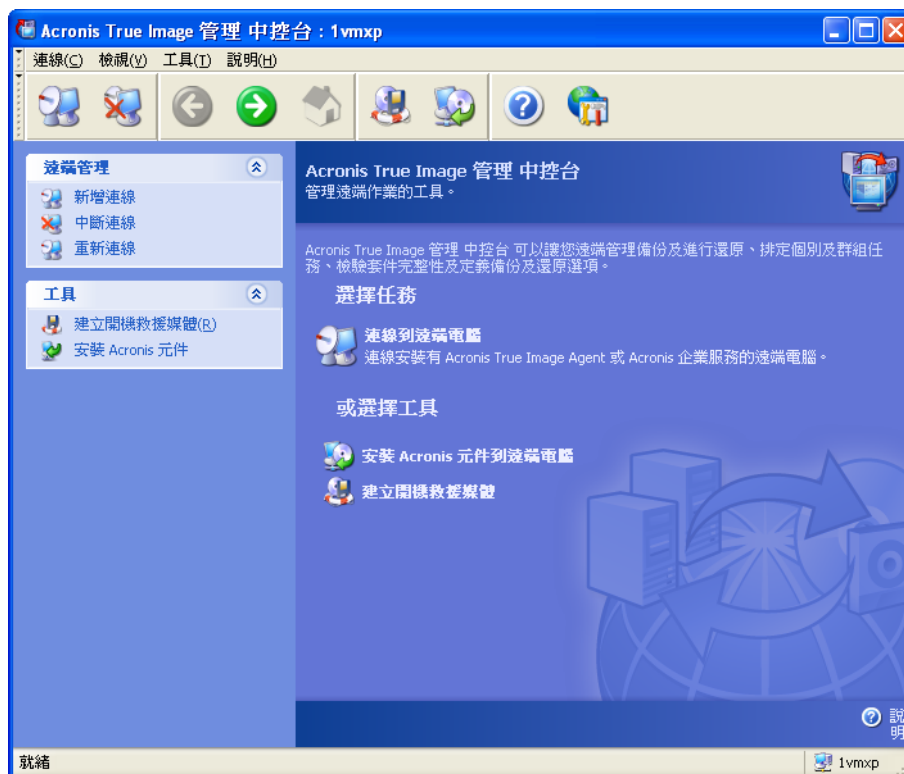 Acronis True Image 管理 中控台 : 1vmxp
連線(C) 檢視(V) 工具(T) 說明(H)
遠端管理
新增連線
中斷連線
重新連線
工具
建立開機救援媒體(R)
安裝 Acronis 元件
Acronis True Image 管理 中控台
管理遠端作業的工具。
Acronis True Image 管理 中控台 可以讓您遠端管理備份及進行還原、排定個別及群組任
務、檢驗套件完整性及定義備份及還原選項。
選擇任務
連線到遠端電腦
連線安裝有 Acronis True Image Agent 或 Acronis 企業服務的遠端電腦。
或選擇工具
安裝 Acronis 元件到遠端電腦
建立開機救援媒體
說
明
就緒
1vmxp